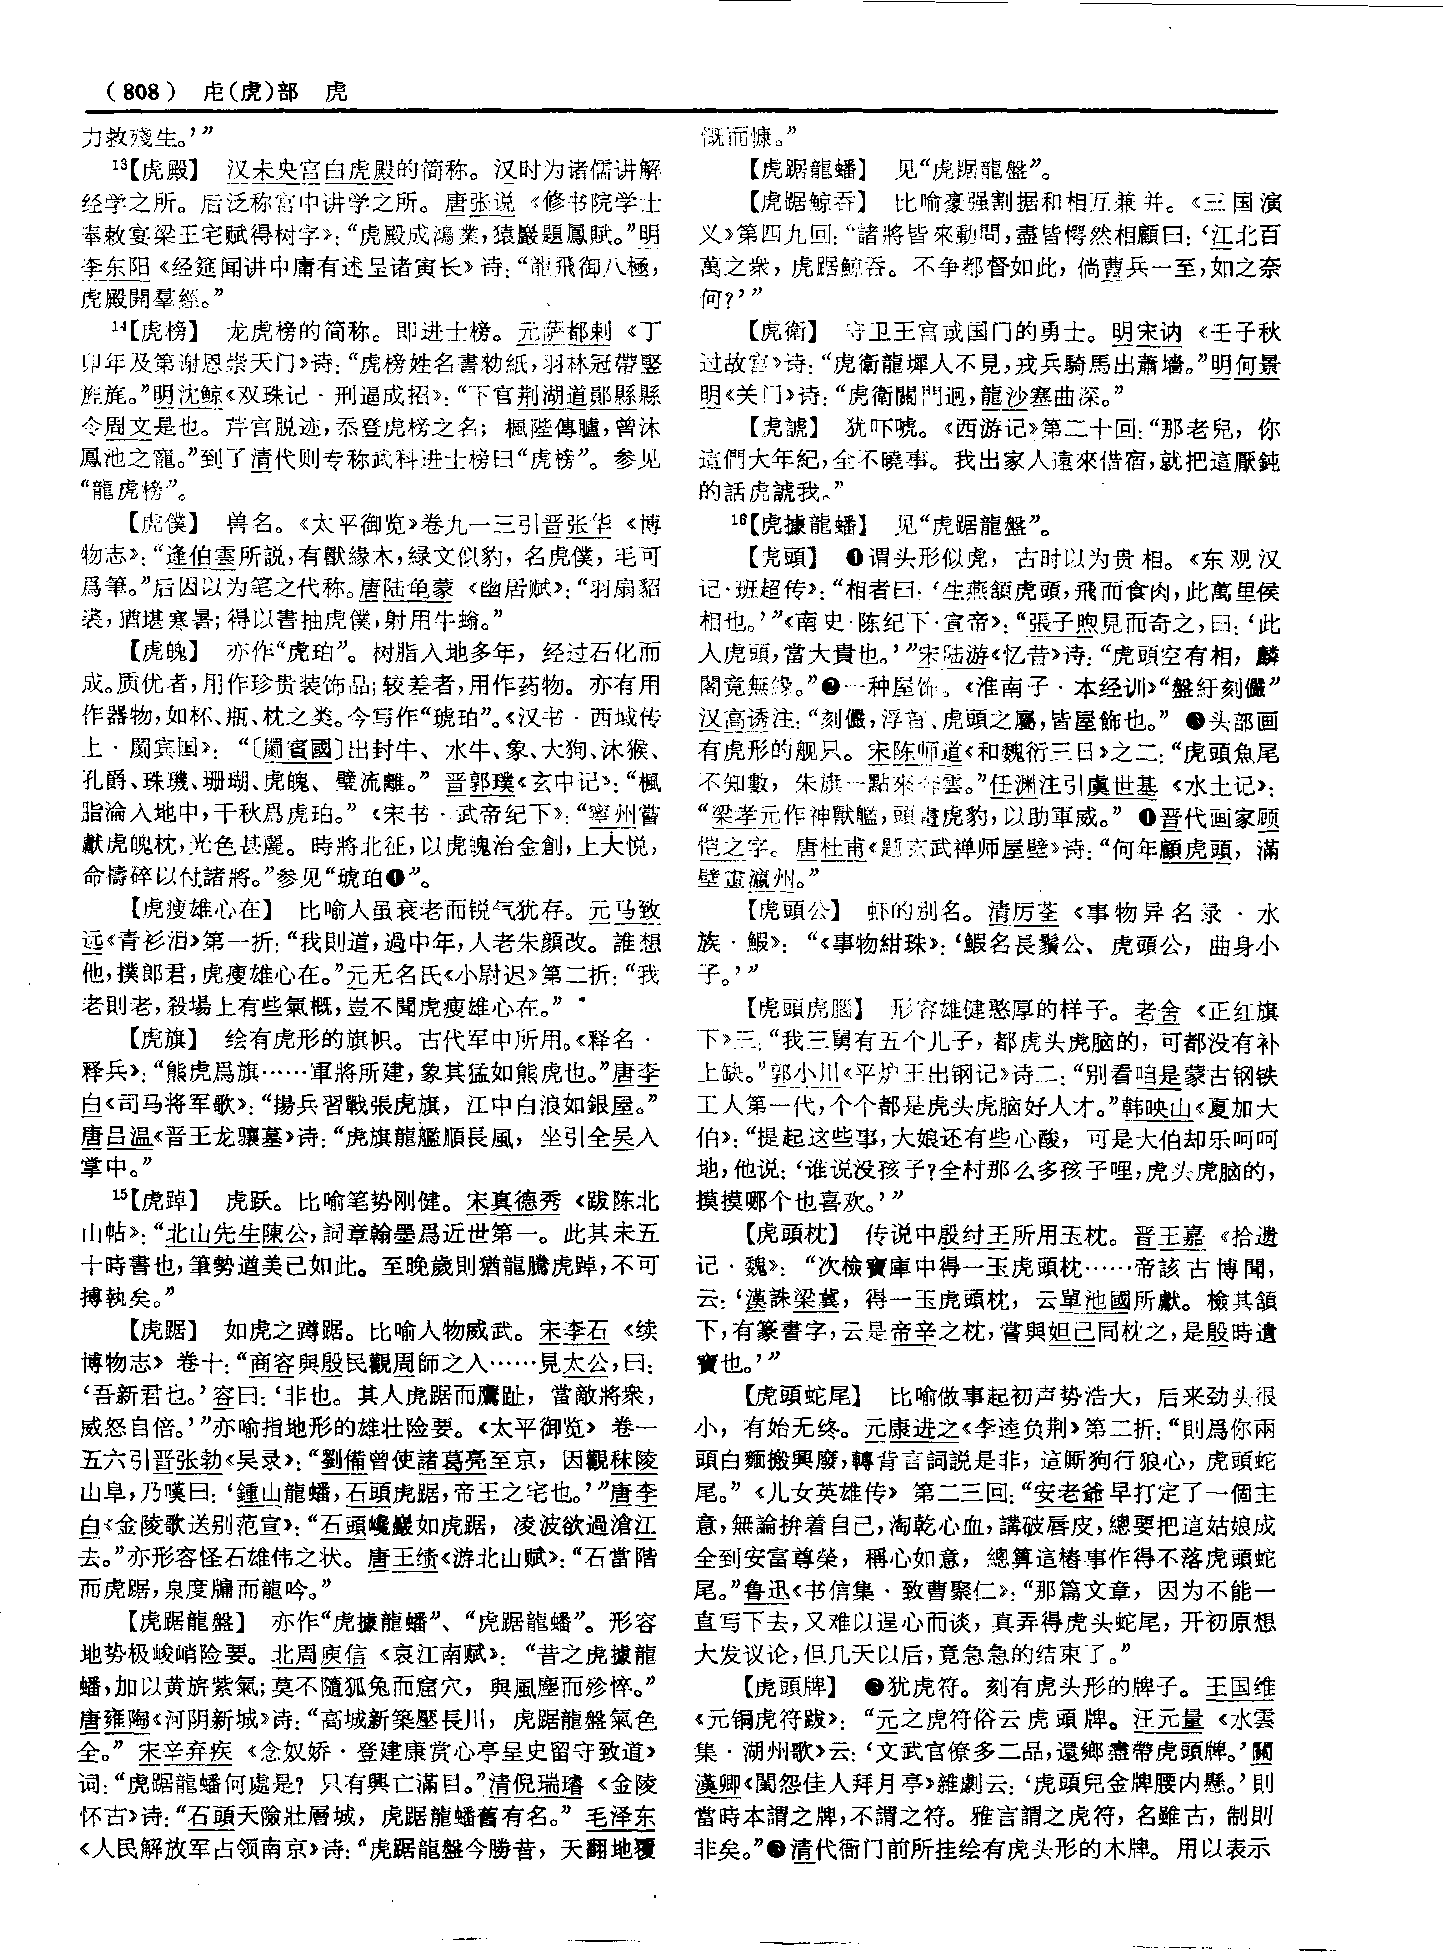 （808） 虍(虎)部 虎
力救殘生。’”
13【虎殿】 汉未央宫白虎殿的简称。汉时为诸儒讲解
经学之所。后泛称宫中讲学之所。唐张说《修书院学士
奉敕宴梁王宅赋得树字》：“虎殿成鴻業，猿巖題鳳賦。”明
李东阳《经筵闻讲中庸有述呈诸寅长》诗：“龍飛御八極，
虎殿開羣經。”
14【虎榜】 龙虎榜的简称。即进士榜。元萨都剌《丁
卯年及第谢恩崇天门》诗：“虎榜姓名書勑紙，羽林冠帶竪
旌旄。”明沈鲸《双珠记·刑逼成招》：“下官荆湖道鄖縣縣
令周文是也。芹宫脱迹，忝登虎榜之名；楓陛傳臚，曾沐
鳳池之寵。”到了清代则专称武科进士榜曰“虎榜”。参见
“龍虎榜”。
【虎僕】 兽名。《太平御览》卷九一三引晋张华《博
物志》：“逢伯雲所説，有獸緣木，緑文似豹，名虎僕，毛可
爲筆。”后因以为笔之代称。唐陆龟蒙《幽居赋》：“羽扇貂
裘，猶堪寒暑；得以書抽虎僕，射用牛螉。”
【虎魄】 亦作“虎珀”。树脂入地多年，经过石化而
成。质优者，用作珍贵装饰品；较差者，用作药物。亦有用
作器物，如杯、瓶、枕之类。今写作“琥珀”。《汉书·西域传
上·罽宾国》：“〔罽賓國〕出封牛、水牛、象、大狗、沐猴、
孔爵、珠璣、珊瑚、虎魄、璧流離。”晋郭璞《玄中记》：“楓
脂淪入地中，千秋爲虎珀。”《宋书·武帝纪下》：“寧州嘗
獻虎魄枕，光色甚麗。時將北征，以虎魄治金創，上大悦，
命擣碎以付諸將。”参见“琥珀❶”。
【虎瘦雄心在】 比喻人虽衰老而锐气犹存。元马致
远《青衫泪》第一折：“我則道，過中年，人老朱顔改。誰想
他，撲郎君，虎瘦雄心在。”元无名氏《小尉迟》第二折：“我
老則老，殺場上有些氣概，豈不聞虎瘦雄心在。”
【虎旗】 绘有虎形的旗帜。古代军中所用。《释名·
释兵》：“熊虎爲旗……軍將所建，象其猛如熊虎也。”唐李
白《司马将军歌》：“揚兵習戰張虎旗，江中白浪如銀屋。”
唐吕温《晋王龙骧墓》诗：“虎旗龍艦順長風，坐引全吴入
掌中。”
15【虎踔】 虎跃。比喻笔势刚健。宋真德秀《跋陈北
山帖》：“北山先生陳公，詞章翰墨爲近世第一。此其未五
十時書也，筆勢遒美已如此。至晚歲則猶龍騰虎踔，不可
搏執矣。”
【虎踞】 如虎之蹲踞。比喻人物威武。宋李石《续
博物志》卷十：“商容與殷民觀周師之入……見太公，曰：
‘吾新君也。’容曰：‘非也。其人虎踞而鷹趾，當敵將衆，
威怒自倍。’”亦喻指地形的雄壮险要。《太平御览》卷一
五六引晋张勃《吴录》：“劉備曾使諸葛亮至京，因觀秣陵
山阜，乃嘆曰：‘鍾山龍蟠，石頭虎踞，帝王之宅也。’”唐李
白《金陵歌送别范宣》：“石頭巉巖如虎踞，凌波欲過滄江
去。”亦形容怪石雄伟之状。唐王绩《游北山赋》：“石當階
而虎踞，泉度牖而龍吟。”
【虎踞龍盤】 亦作“虎據龍蟠”、“虎踞龍蟠”。形容
地势极峻峭险要。北周庾信《哀江南赋》：“昔之虎據龍
蟠，加以黄旂紫氣；莫不隨狐兔而窟穴，與風塵而殄悴。”
唐雍陶《河阴新城》诗：“高城新築壓長川，虎踞龍盤氣色
全。”宋辛弃疾《念奴娇·登建康赏心亭呈史留守致道》
词：“虎踞龍蟠何處是？只有興亡滿目。”清倪瑞璿《金陵
怀古》诗：“石頭天險壯層城，虎踞龍蟠舊有名。”毛泽东
《人民解放军占领南京》诗：“虎踞龍盤今勝昔，天翻地覆
慨而慷。”
【虎踞龍蟠】 见“虎踞龍盤”。
【虎踞鲸吞】 比喻豪强割据和相互兼并。《三国演
义》第四九回：“諸將皆來動問，盡皆愕然相顧曰：‘江北百
萬之衆，虎踞鯨吞。不争都督如此，倘曹兵一至，如之奈
何？’”
【虎衛】 守卫王宫或国门的勇士。明宋讷《壬子秋
过故宫》诗：“虎衛龍墀人不見，戎兵騎馬出蕭墻。”明何景
明《关门》诗：“虎衛關門迥，龍沙塞曲深。”
【虎諕】 犹吓唬。《西游记》第二十回：“那老兒，你
這們大年紀，全不曉事。我出家人遠來借宿，就把這厭鈍
的話虎諕我。”
16【虎據龍蟠】 见“虎踞龍盤”。
【虎頭】 ❶谓头形似虎，古时以为贵相。《东观汉
记·班超传》：“相者曰：‘生燕頷虎頭，飛而食肉，此萬里侯
相也。’”《南史·陈纪下·宣帝》：“張子煦見而奇之，曰：‘此
人虎頭，當大貴也。’”宋陆游《忆昔》诗：“虎頭空有相，麟
閣竟無緣。”❷一种屋饰。《淮南子·本经训》“盤紆刻儼”
汉高诱注：“刻儼，浮首、虎頭之屬，皆屋飾也。”❸头部画
有虎形的舰只。宋陈师道《和魏衍三日》之二：“虎頭魚尾
不知數，朱旗一點來如雲。”任渊注引虞世基《水土记》：
“梁孝元作神獸艦，頭畫虎豹，以助軍威。”❹晋代画家顾
恺之字。唐杜甫《题玄武禅师屋壁》诗：“何年顧虎頭，滿
壁畫瀛州。”
【虎頭公】 虾的别名。清厉荃《事物异名录·水
族·鰕》：“《事物紺珠》：‘鰕名長鬚公、虎頭公，曲身小
子。’”
【虎頭虎腦】 形容雄健憨厚的样子。老舍《正红旗
下》三：“我三舅有五个儿子，都虎头虎脑的，可都没有补
上缺。”郭小川《平炉王出钢记》诗二：“别看咱是蒙古钢铁
工人第一代，个个都是虎头虎脑好人才。”韩映山《夏加大
伯》：“提起这些事，大娘还有些心酸，可是大伯却乐呵呵
地，他说：‘谁说没孩子？全村那么多孩子哩，虎头虎脑的，
摸摸哪个也喜欢。’”
【虎頭枕】 传说中殷纣王所用玉枕。晋王嘉《拾遗
记·魏》：“次檢寶庫中得一玉虎頭枕……帝該古博聞，
云：‘漢誅梁冀，得一玉虎頭枕，云單池國所獻。檢其頷
下，有篆書字，云是帝辛之枕，嘗與妲己同枕之，是殷時遺
寶也。’”
【虎頭蛇尾】 比喻做事起初声势浩大，后来劲头很
小，有始无终。元康进之《李逵负荆》第二折：“則爲你兩
頭白麵搬興廢，轉背言詞説是非，這厮狗行狼心，虎頭蛇
尾。”《儿女英雄传》第二三回：“安老爺早打定了一個主
意，無論拚着自己，淘乾心血，講破唇皮，總要把這姑娘成
全到安富尊榮，稱心如意，總算這樁事作得不落虎頭蛇
尾。”鲁迅《书信集·致曹聚仁》：“那篇文章，因为不能一
直写下去，又难以逞心而谈，真弄得虎头蛇尾，开初原想
大发议论，但几天以后，竟急急的结束了。”
【虎頭牌】 ❶犹虎符。刻有虎头形的牌子。王国维
《元铜虎符跋》：“元之虎符俗云虎頭牌。汪元量《水雲
集·湖州歌》云：‘文武官僚多二品，還鄉盡帶虎頭牌。’關
漢卿《閨怨佳人拜月亭》雜劇云：‘虎頭兒金牌腰内懸。’則
當時本謂之牌，不謂之符。雅言謂之虎符，名雖古，制則
非矣。”❷清代衙门前所挂绘有虎头形的木牌。用以表示